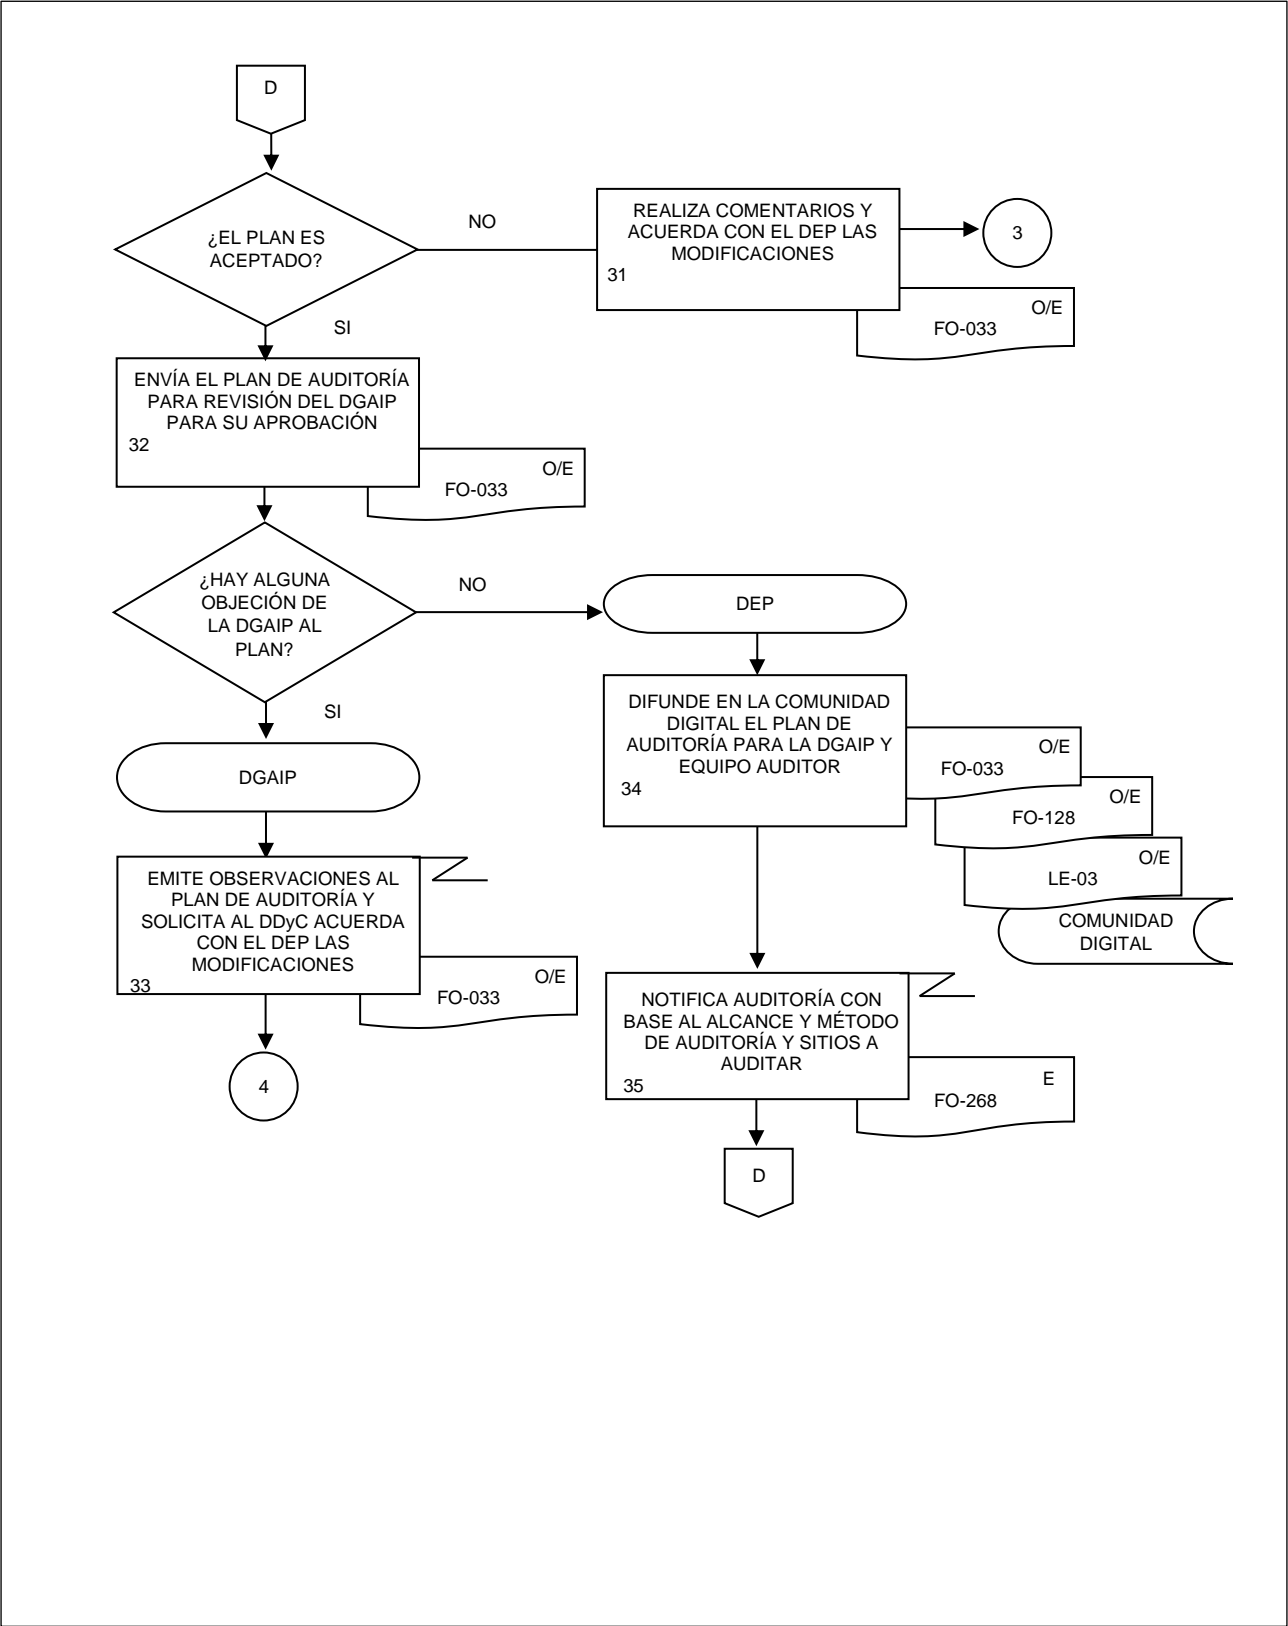 D
¿EL PLAN ES
ACEPTADO?
NO
REALIZA COMENTARIOS Y
ACUERDA CON EL DEP LAS
MODIFICACIONES
31
3
O/E
FO-033
SI
ENVÍA EL PLAN DE AUDITORÍA
PARA REVISIÓN DEL DGAIP
PARA SU APROBACIÓN
32
O/E
FO-033
¿HAY ALGUNA
OBJECIÓN DE
LA DGAIP AL
PLAN?
NO
SI
DGAIP
EMITE OBSERVACIONES AL
PLAN DE AUDITORÍA Y
SOLICITA AL DDyC ACUERDA
CON EL DEP LAS
MODIFICACIONES
33
O/E
FO-033
4
DEP
DIFUNDE EN LA COMUNIDAD
DIGITAL EL PLAN DE
AUDITORÍA PARA LA DGAIP Y
EQUIPO AUDITOR
34
O/E
FO-033
O/E
FO-128
O/E
LE-03
COMUNIDAD
DIGITAL
NOTIFICA AUDITORÍA CON
BASE AL ALCANCE Y MÉTODO
DE AUDITORÍA Y SITIOS A
AUDITAR
35
E
FO-268
D